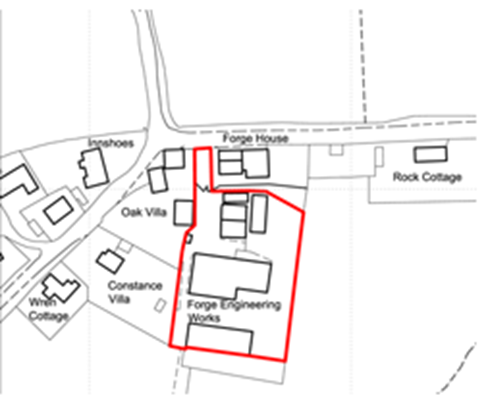 Forge House
Innshoes
Rock Cottage
Oak Villa
Constance
Villa
Wren
Cottage
Forge Engineering
Works